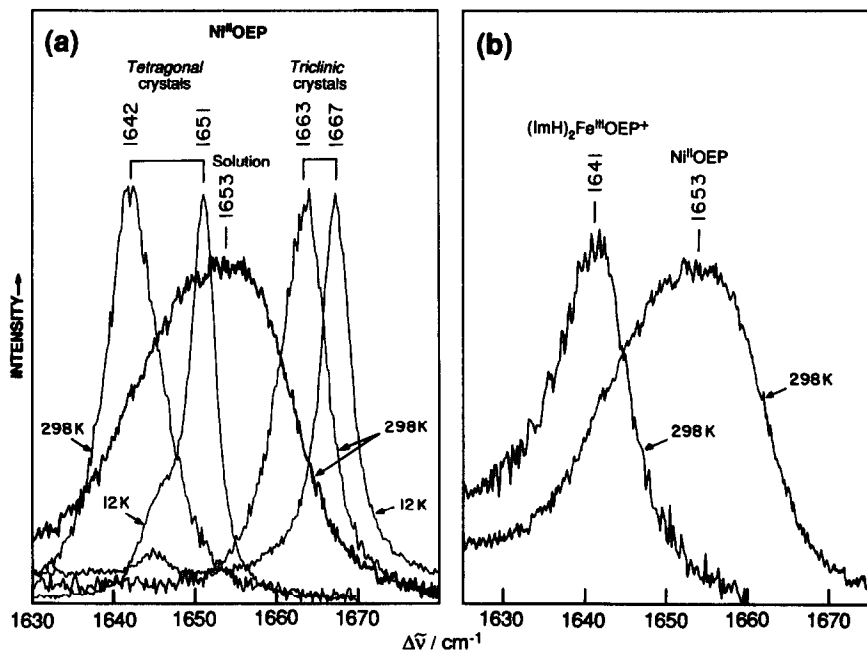 (a)
Ni^II OEP
Tetragonal crystals
Triclinic crystals
1642
1651
1663
1667
Solution
1653
298K
12K
298K
12K
INTENSITY→
1630 1640 1650 1660 1670
(b)
(ImH)₂Fe^III OEP⁺
1641
Ni^II OEP
1653
298K
298K
1630 1640 1650 1660 1670
Δν̃ / cm⁻¹